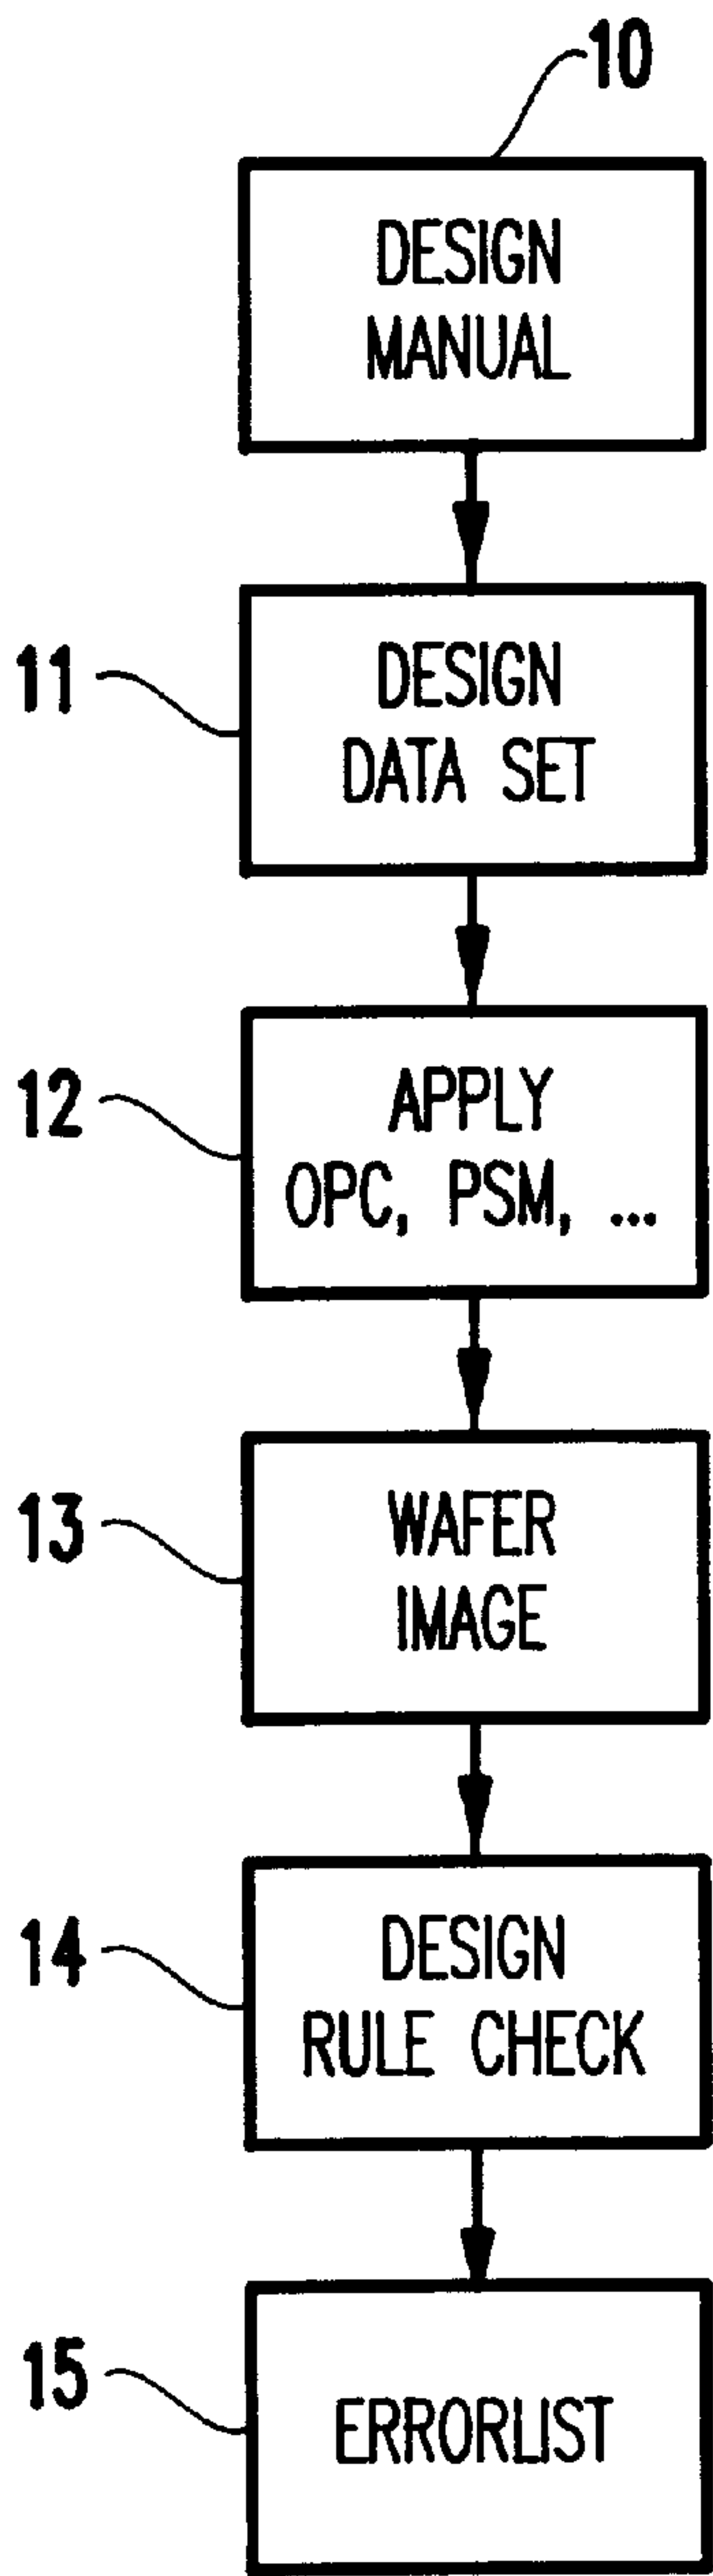 10
DESIGN
MANUAL
11
DESIGN
DATA SET
12
APPLY
OPC, PSM, ...
13
WAFER
IMAGE
14
DESIGN
RULE CHECK
15
ERRORLIST